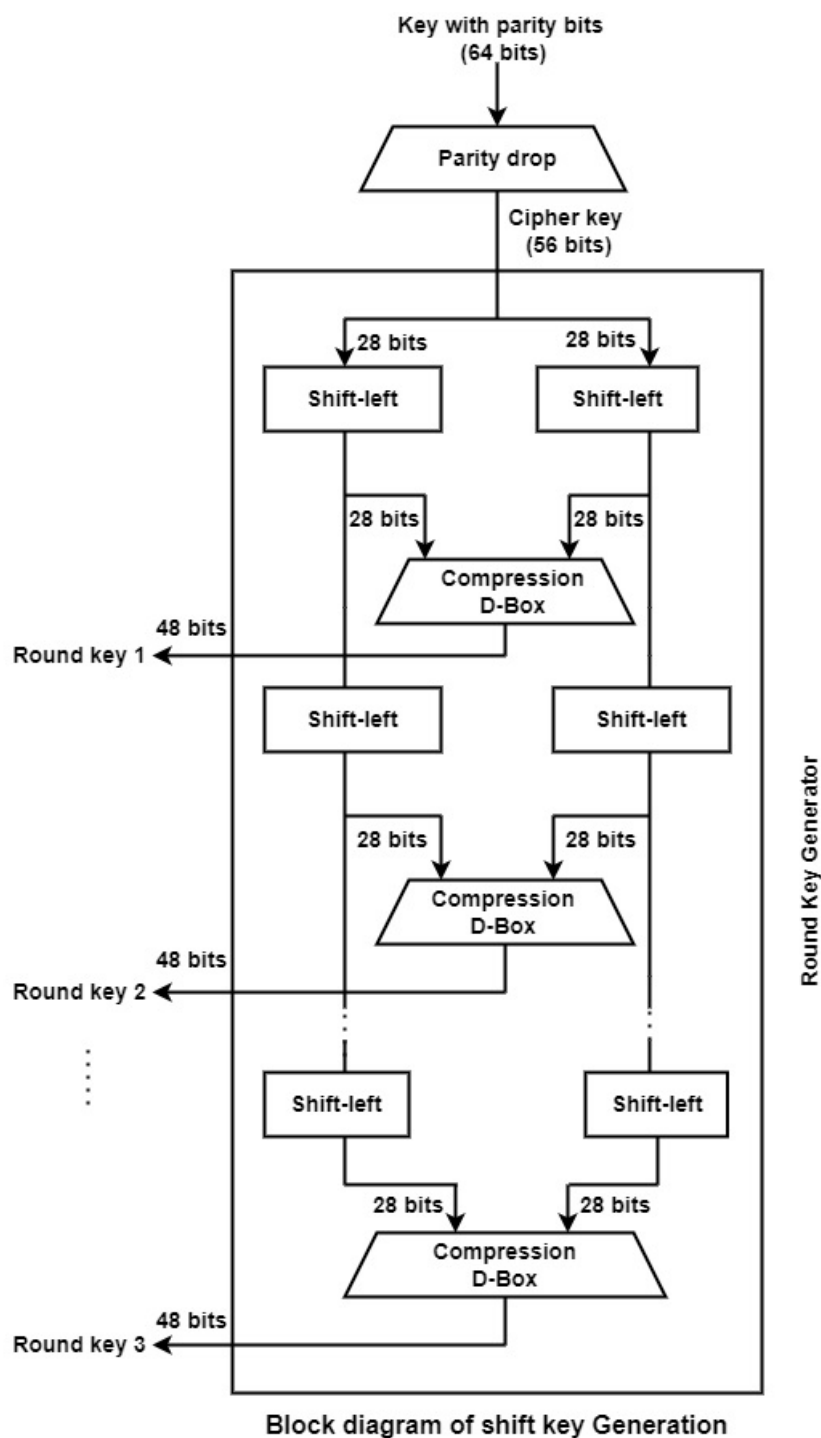 Key with parity bits
(64 bits)
Parity drop
Cipher key
(56 bits)
28 bits
28 bits
Shift-left
Shift-left
28 bits
28 bits
Compression
D-Box
48 bits
Round key 1
Shift-left
Shift-left
28 bits
28 bits
Compression
D-Box
48 bits
Round key 2
Shift-left
Shift-left
28 bits
28 bits
Compression
D-Box
48 bits
Round key 3
Round Key Generator
Block diagram of shift key Generation